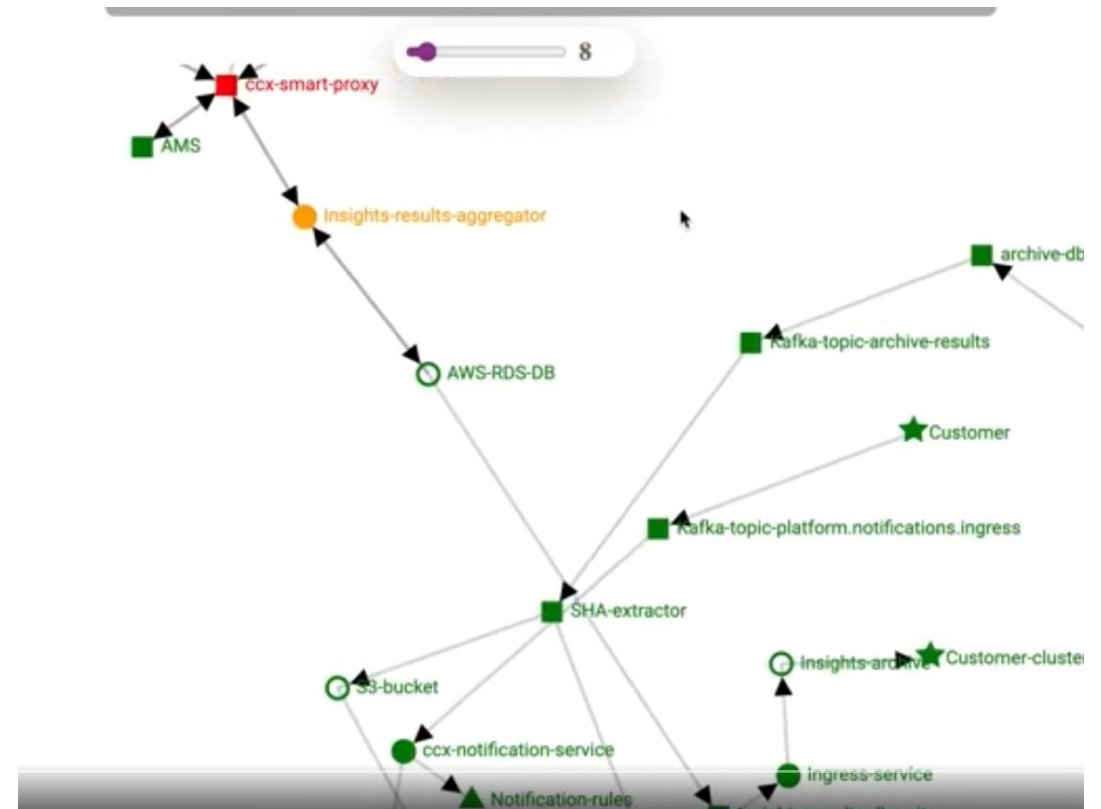 8
ccx-smart-proxy
AMS
Insights-results-aggregator
archive-db
Kafka-topic-archive-results
AWS-RDS-DB
Customer
Kafka-topic-platform.notifications.ingress
SHA-extractor
Insights-archive
Customer-cluster
S3-bucket
ccx-notification-service
ingress-service
Notification-rules